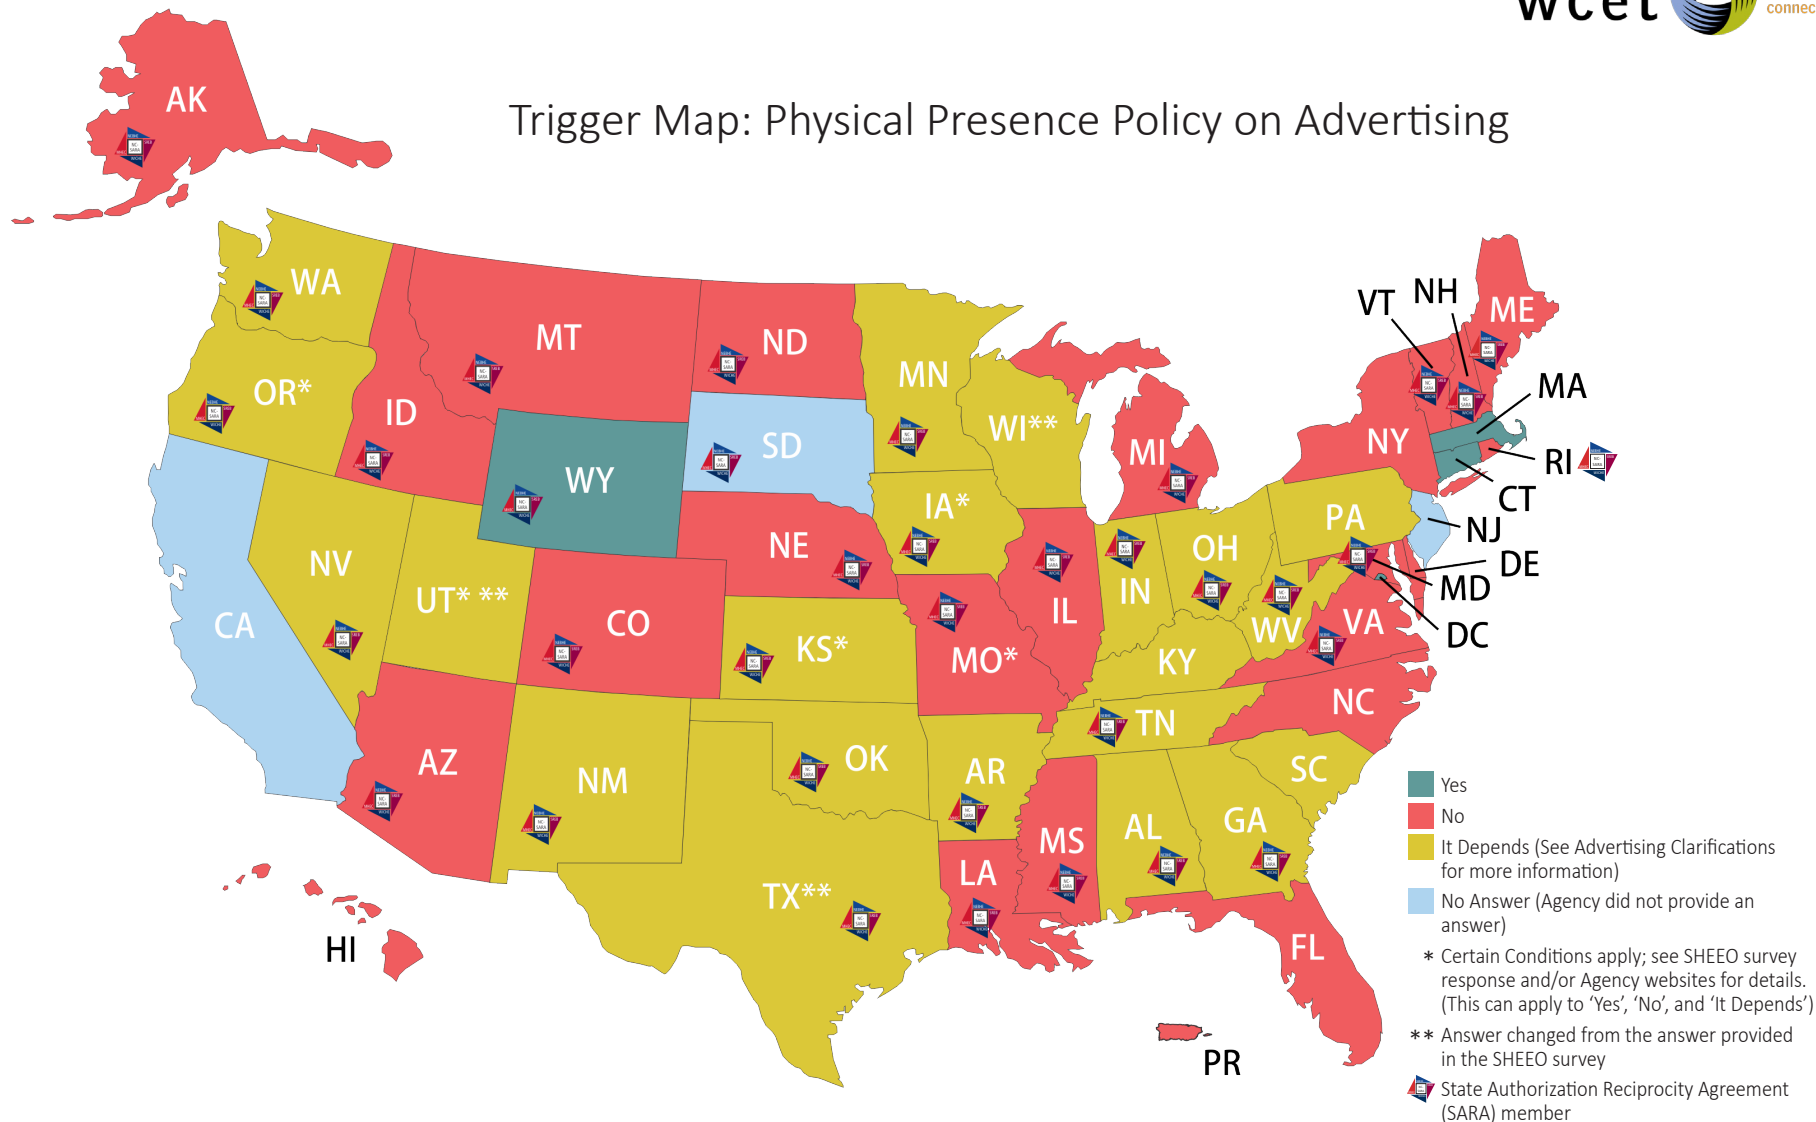 wcet
connec
Trigger Map: Physical Presence Policy on Advertising
AK
WA
OR*
ID
MT
ND
MN
WI**
MI
VT
NH
ME
MA
NY
RI
CT
NJ
PA
DE
MD
DC
WY
SD
IA*
NE
NV
UT* **
CA
CO
KS*
MO*
IL
IN
OH
WV
VA
KY
NC
TN
SC
AZ
NM
OK
AR
MS
AL
GA
LA
TX**
FL
HI
PR
Yes
No
It Depends (See Advertising Clarifications
for more information)
No Answer (Agency did not provide an
answer)
* Certain Conditions apply; see SHEEO survey
response and/or Agency websites for details.
(This can apply to ‘Yes’, ‘No’, and ‘It Depends’)
** Answer changed from the answer provided
in the SHEEO survey
State Authorization Reciprocity Agreement
(SARA) member